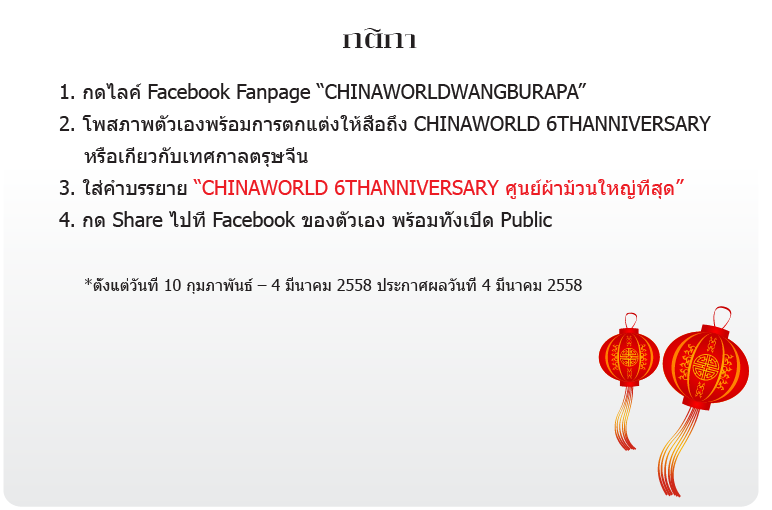 กติกา
1. กดไลค์ Facebook Fanpage “CHINAWORLDWANGBURAPA”
2. โพสภาพตัวเองพร้อมการตกแต่งให้สื่อถึง CHINAWORLD 6THANNIVERSARY
หรือเกี่ยวกับเทศกาลตรุษจีน
3. ใส่คำบรรยาย “CHINAWORLD 6THANNIVERSARY ศูนย์ผ้าม้วนใหญ่ที่สุด”
4. กด Share ไปที่ Facebook ของตัวเอง พร้อมทั้งเปิด Public
*ตั้งแต่วันที่ 10 กุมภาพันธ์ – 4 มีนาคม 2558 ประกาศผลวันที่ 4 มีนาคม 2558